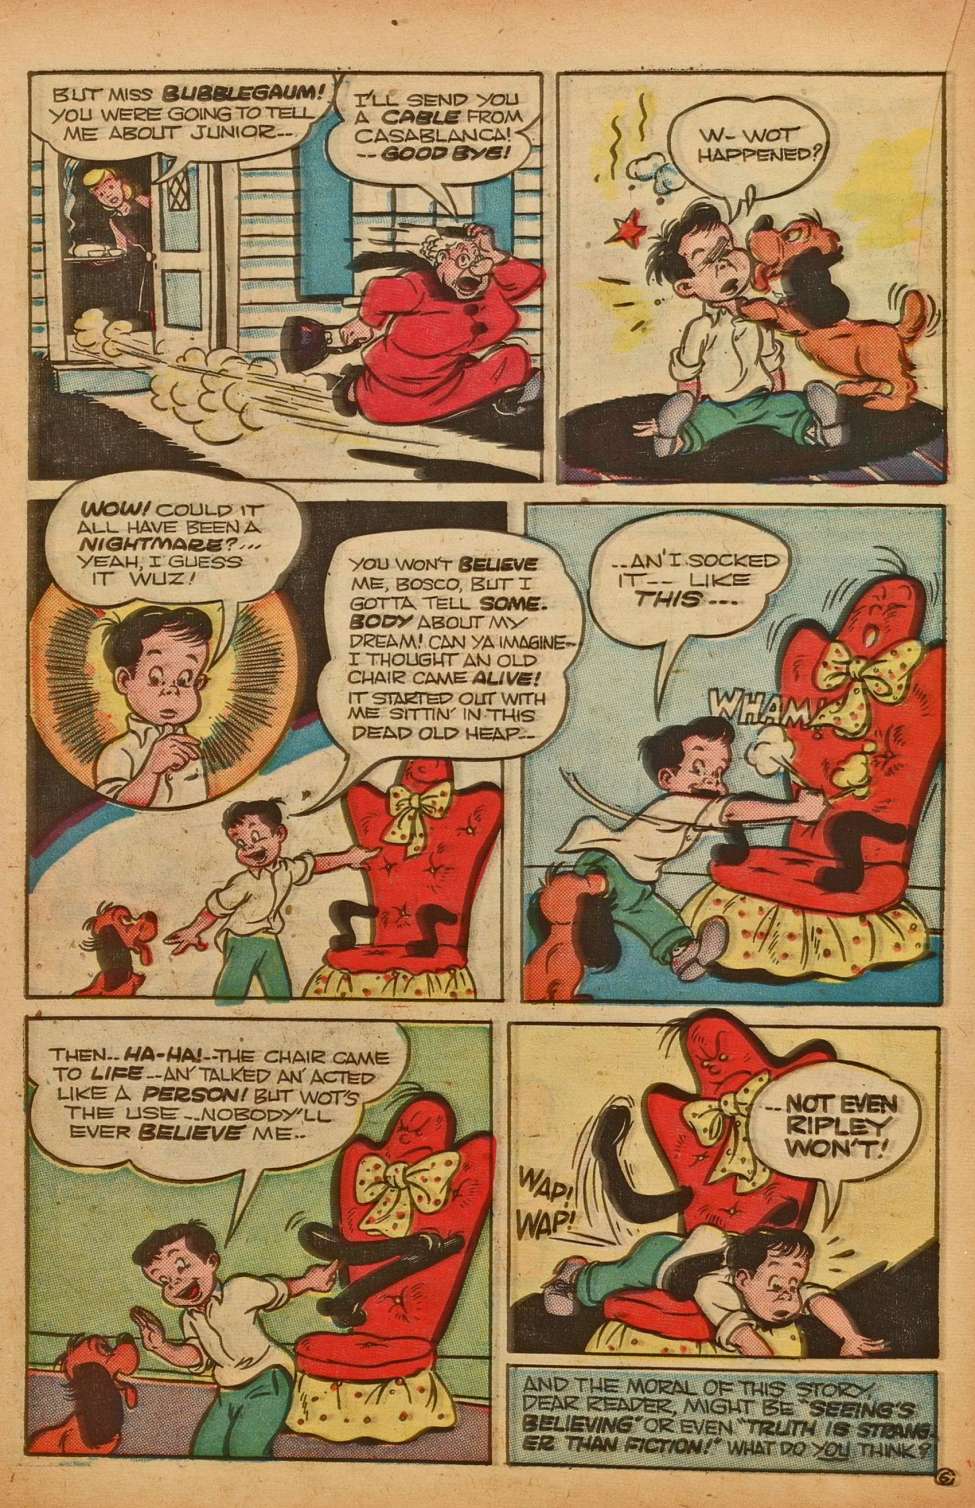 BUT MISS BUBBLEGAUM!
YOU WERE GOING TO TELL
ME ABOUT JUNIOR--
I'LL SEND YOU
A CABLE FROM
CASABLANCA!
-- GOOD BYE!
W-WOT
HAPPENED?
WOW! COULD IT
ALL HAVE BEEN A
NIGHTMARE?...
YEAH, I GUESS
IT WUZ!
YOU WON'T BELIEVE
ME, BOSCO, BUT I
GOTTA TELL SOME-
BODY ABOUT MY
DREAM! CAN YA IMAGINE--
I THOUGHT AN OLD
CHAIR CAME ALIVE!
IT STARTED OUT WITH
ME SITTIN' IN THIS
DEAD OLD HEAP--
--AN' I SOCKED
IT-- LIKE
THIS---
WHAM!
THEN-- HA-HA!--THE CHAIR CAME
TO LIFE--AN' TALKED AN' ACTED
LIKE A PERSON! BUT WOT'S
THE USE --NOBODY'LL
EVER BELIEVE ME--
--NOT EVEN
RIPLEY
WON'T!
WAP!
WAP!
AND THE MORAL OF THIS STORY,
DEAR READER, MIGHT BE "SEEING'S
BELIEVING" OR EVEN "TRUTH IS STRANG-
ER THAN FICTION!" WHAT DO YOU THINK?
6